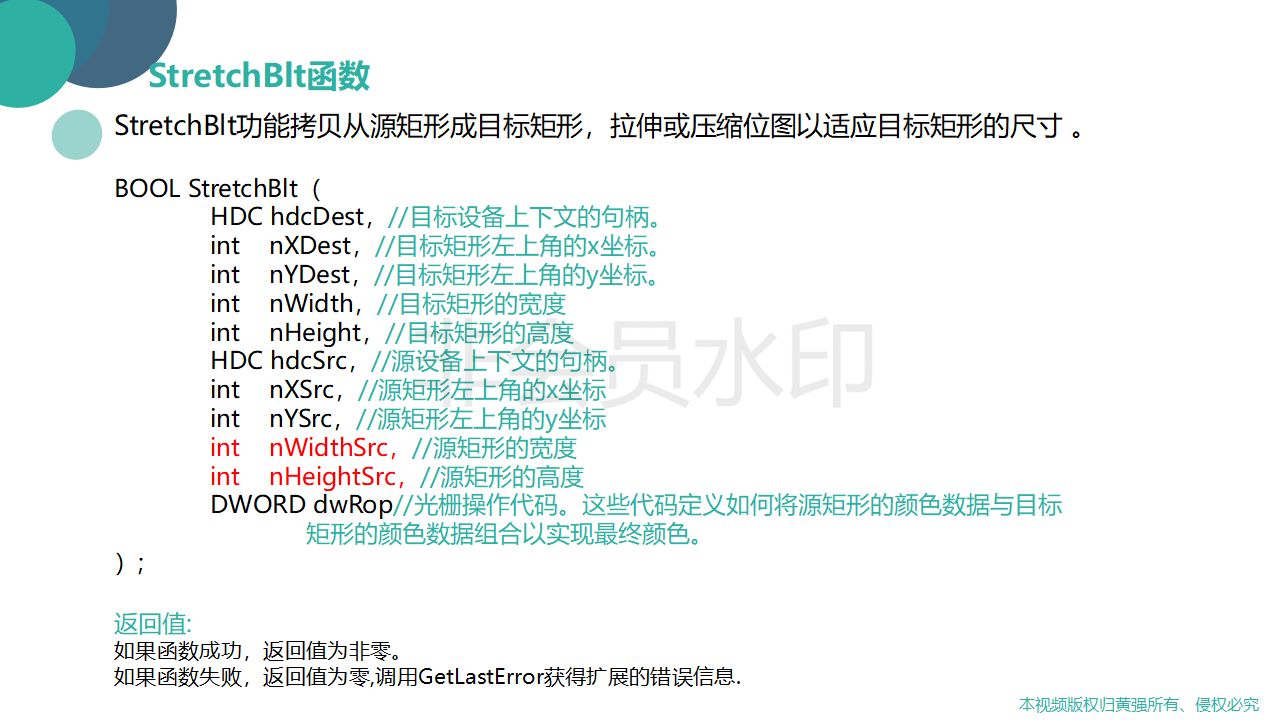 StretchBlt函数
StretchBlt功能拷贝从源矩形成目标矩形，拉伸或压缩位图以适应目标矩形的尺寸 。
BOOL StretchBlt（
HDC hdcDest，//目标设备上下文的句柄。
int nXDest，//目标矩形左上角的x坐标。
int nYDest，//目标矩形左上角的y坐标。
int nWidth，//目标矩形的宽度
int nHeight，//目标矩形的高度
HDC hdcSrc，//源设备上下文的句柄。
int nXSrc，//源矩形左上角的x坐标
int nYSrc，//源矩形左上角的y坐标
int nWidthSrc，//源矩形的宽度
int nHeightSrc，//源矩形的高度
DWORD dwRop//光栅操作代码。这些代码定义如何将源矩形的颜色数据与目标
矩形的颜色数据组合以实现最终颜色。
）;
非会员水印
返回值:
如果函数成功，返回值为非零。
如果函数失败，返回值为零,调用GetLastError获得扩展的错误信息.
本视频版权归黄强所有、侵权必究